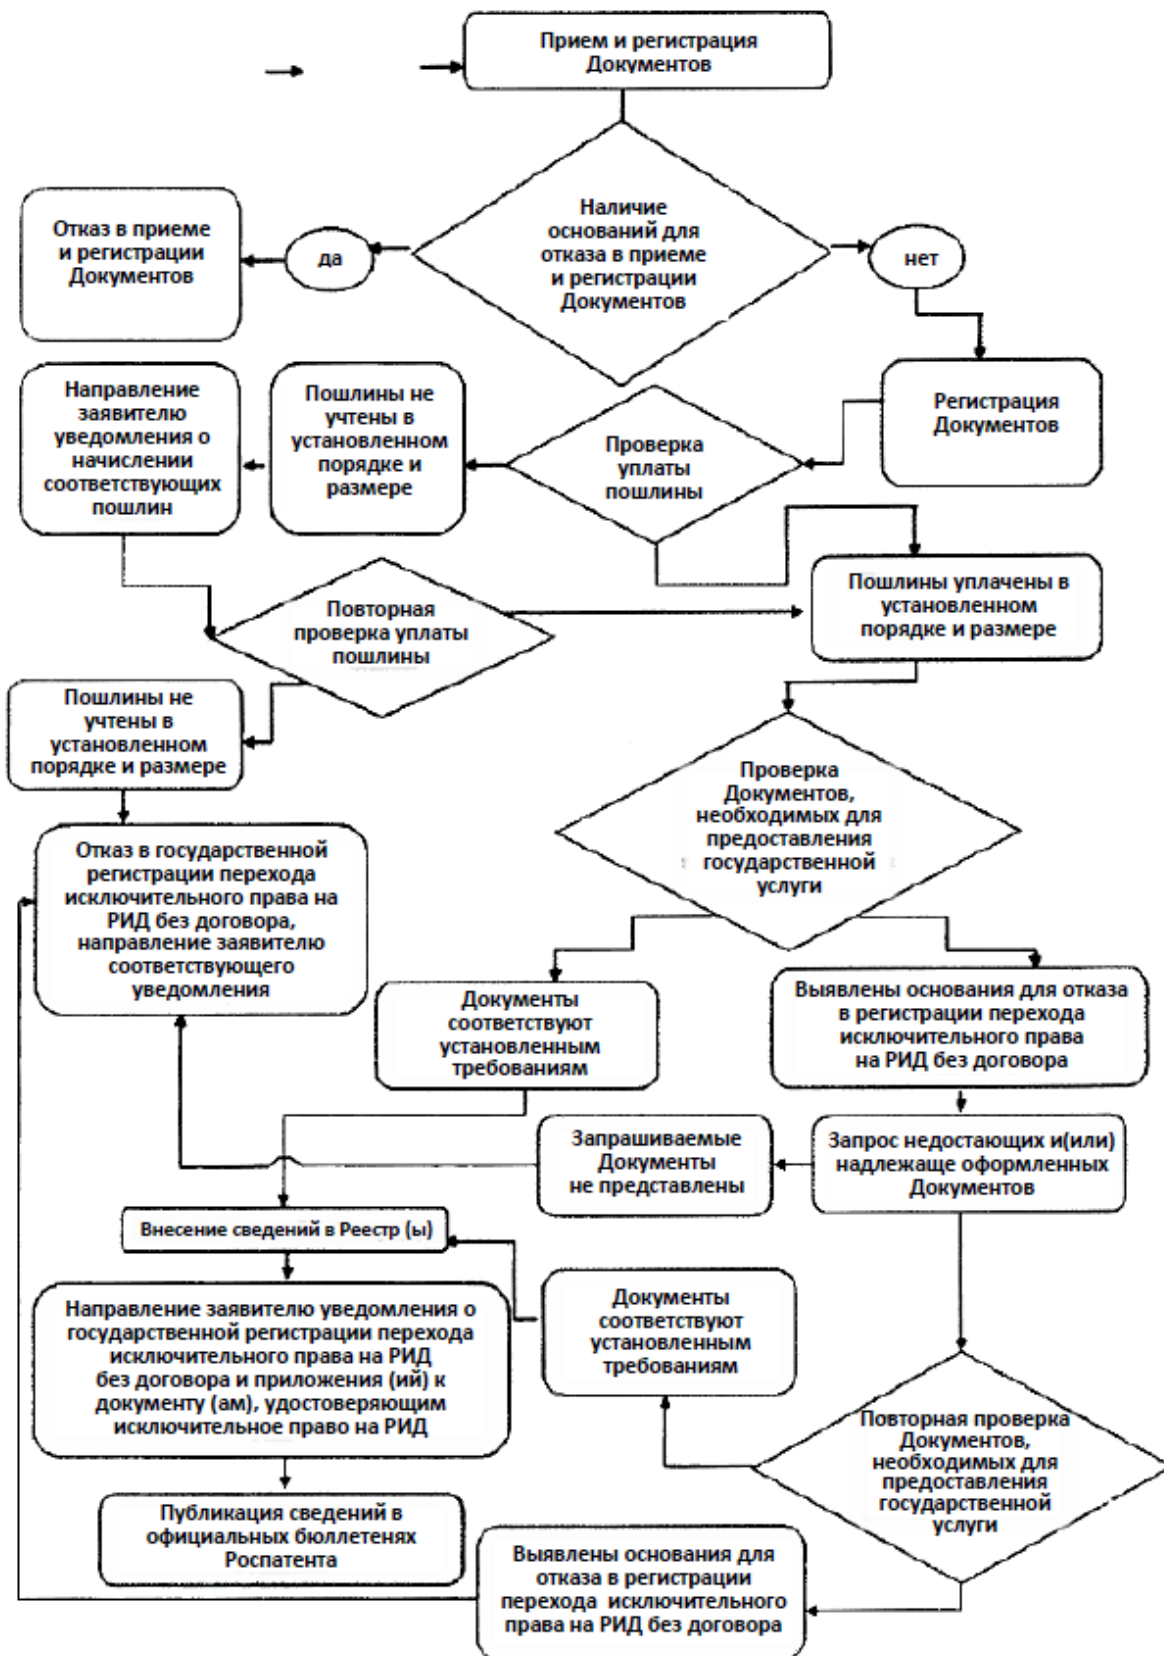 Прием и регистрация
Документов
Наличие
оснований для
отказа в приеме
и регистрации
Документов
да
нет
Отказ в приеме
и регистрации
Документов
Регистрация
Документов
Проверка
уплаты
пошлины
Пошлины не
учтены в
установленном
порядке и
размере
Направление
заявителю
уведомления о
начислении
соответствующих
пошлин
Пошлины уплачены в
установленном
порядке и размере
Повторная
проверка уплаты
пошлины
Пошлины не
учтены в
установленном
порядке и размере
Проверка
Документов,
необходимых для
предоставления
государственной
услуги
Отказ в государственной
регистрации перехода
исключительного права на
РИД без договора,
направление заявителю
соответствующего
уведомления
Документы
соответствуют
установленным
требованиям
Выявлены основания для отказа
в регистрации перехода
исключительного права
на РИД без договора
Запрашиваемые
Документы
не представлены
Запрос недостающих и(или)
надлежаще оформленных
Документов
Внесение сведений в Реестр (ы)
Направление заявителю уведомления о
государственной регистрации перехода
исключительного права на РИД
без договора и приложения (ий) к
документу (ам), удостоверяющим
исключительное право на РИД
Документы
соответствуют
установленным
требованиям
Повторная проверка
Документов,
необходимых для
предоставления
государственной
услуги
Публикация сведений в
официальных бюллетенях
Роспатента
Выявлены основания для
отказа в регистрации
перехода исключительного
права на РИД без договора